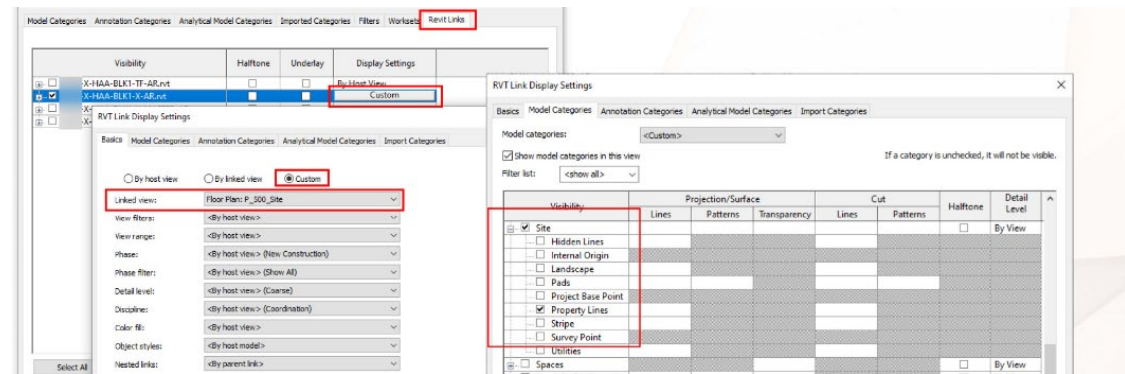 Model Categories Annotation Categories Analytical Model Categories Imported Categories Filters Worksets Revit Links
Visibility Halftone Underlay Display Settings
X-HAA-BLK1-TF-AR.rvt By Host View
X-HAA-BLK1-X-AR.rvt Custom
RVT Link Display Settings
Basics Model Categories Annotation Categories Analytical Model Categories Import Categories
By host view By linked view Custom
Linked view: Floor Plan: P_500_Site
View filters: <By host view>
View range: <By host view>
Phase: <By host view> (New Construction)
Phase filter: <By host view> (Show All)
Detail level: <By host view> (Coarse)
Discipline: <By host view> (Coordination)
Color fill: <By host view>
Object styles: <By host model>
Nested links: <By parent link>
Select All
RVT Link Display Settings
Basics Model Categories Annotation Categories Analytical Model Categories Import Categories
Model categories: <Custom>
Show model categories in this view If a category is unchecked, it will not be visible.
Filter list: <show all>
Visibility Projection/Surface Cut Halftone Detail Level
Lines Patterns Transparency Lines Patterns
Site By View
Hidden Lines
Internal Origin
Landscape
Pads
Project Base Point
Property Lines
Stripe
Survey Point
Utilities
Spaces By View